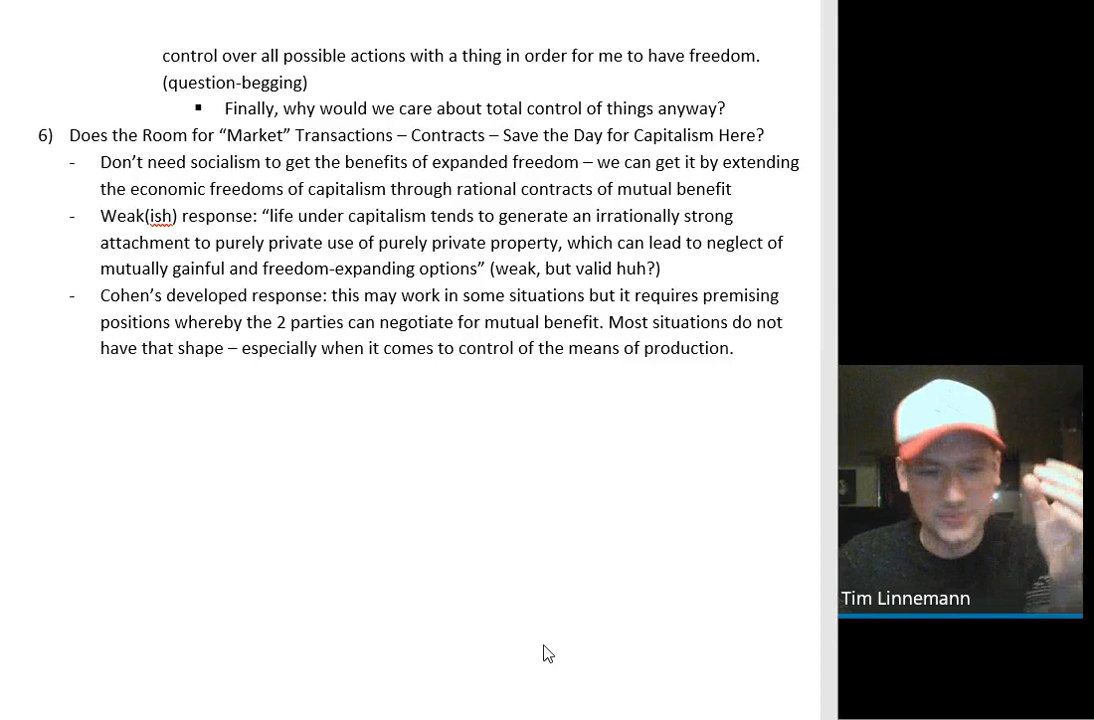 control over all possible actions with a thing in order for me to have freedom.
(question-begging)
▪ Finally, why would we care about total control of things anyway?
6) Does the Room for “Market” Transactions – Contracts – Save the Day for Capitalism Here?
- Don’t need socialism to get the benefits of expanded freedom – we can get it by extending
the economic freedoms of capitalism through rational contracts of mutual benefit
- Weak(ish) response: “life under capitalism tends to generate an irrationally strong
attachment to purely private use of purely private property, which can lead to neglect of
mutually gainful and freedom-expanding options” (weak, but valid huh?)
- Cohen’s developed response: this may work in some situations but it requires premising
positions whereby the 2 parties can negotiate for mutual benefit. Most situations do not
have that shape – especially when it comes to control of the means of production.
Tim Linnemann